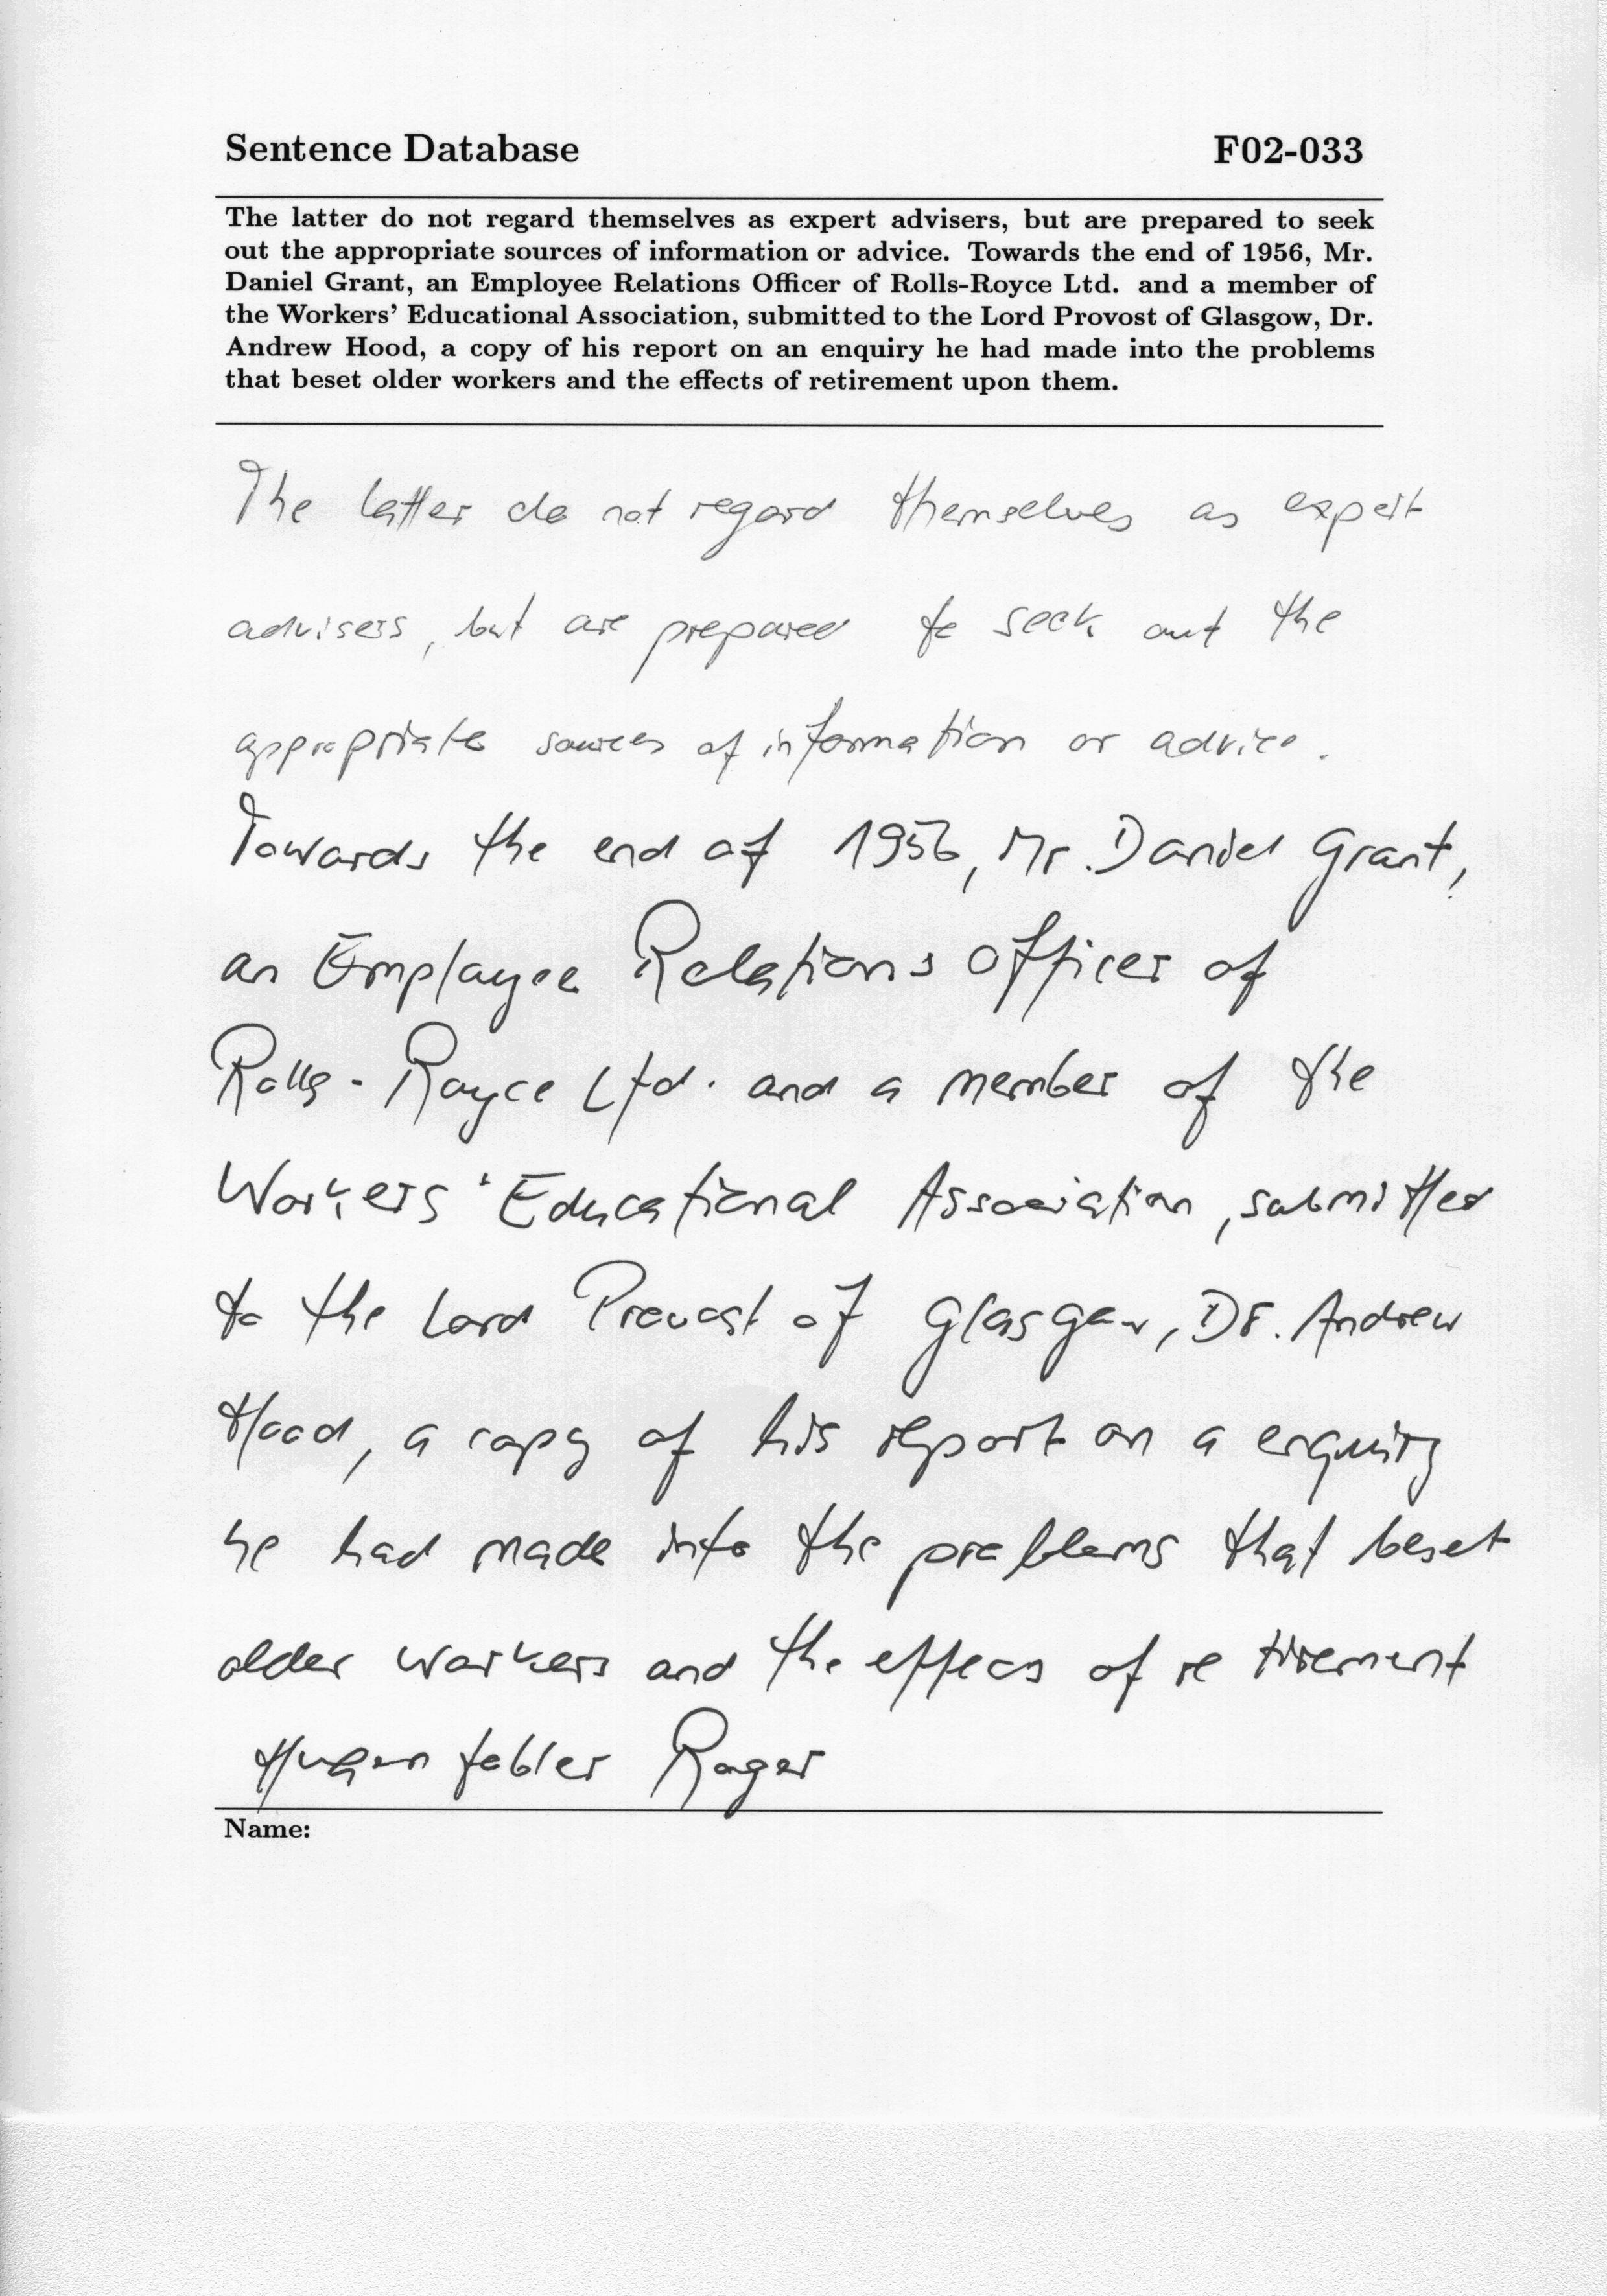 Sentence Database F02-033
The latter do not regard themselves as expert advisers, but are prepared to seek
out the appropriate sources of information or advice. Towards the end of 1956, Mr.
Daniel Grant, an Employee Relations Officer of Rolls-Royce Ltd. and a member of
the Workers' Educational Association, submitted to the Lord Provost of Glasgow, Dr.
Andrew Hood, a copy of his report on an enquiry he had made into the problems
that beset older workers and the effects of retirement upon them.
The latter do not regard themselves as expert
advisers, but are prepared to seek out the
appropriate sources of information or advice.
Towards the end of 1956, Mr. Daniel Grant,
an Employee Relations Officer of
Rolls-Royce Ltd. and a member of the
Workers' Educational Association, submitted
to the Lord Provost of Glasgow, Dr. Andrew
Hood, a copy of his report on a enquiry
he had made into the problems that beset
older workers and the effecs of retirement
Roger
Name: